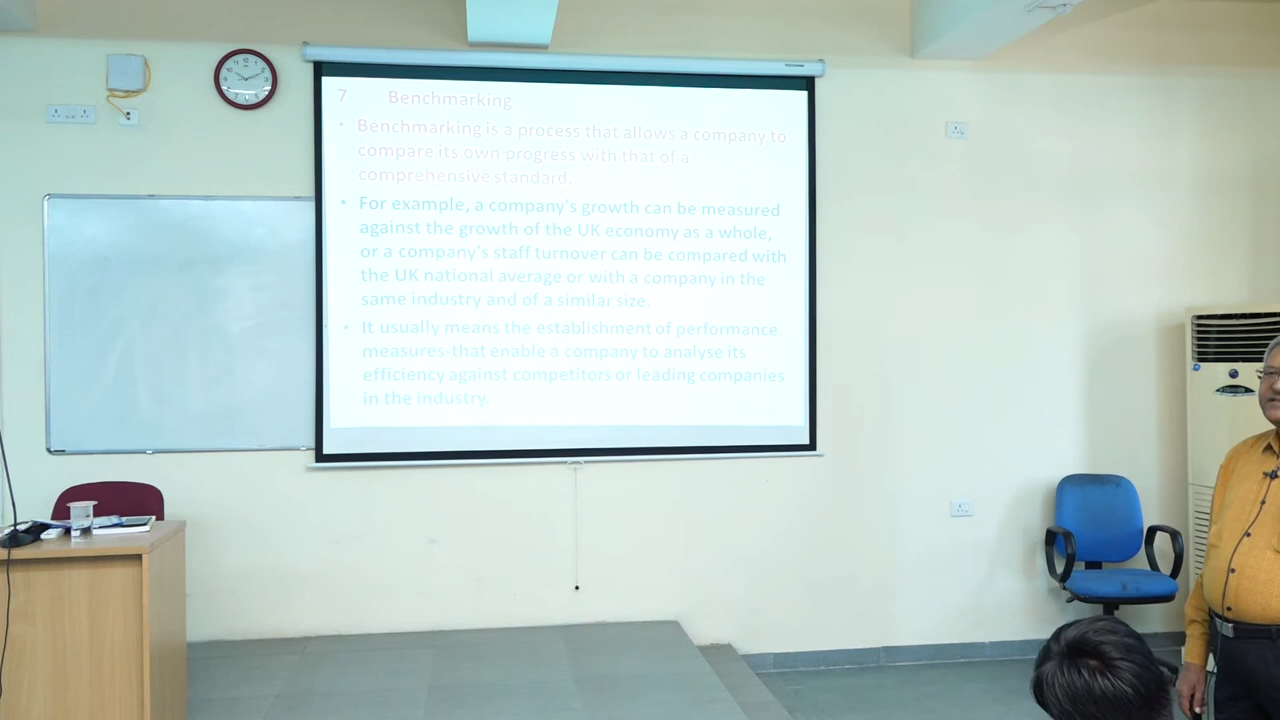 7 Benchmarking
• Benchmarking is a process that allows a company to
compare its own progress with that of a
comprehensive standard.
• For example, a company's growth can be measured
against the growth of the UK economy as a whole,
or a company's staff turnover can be compared with
the UK national average or with a company in the
same industry and of a similar size.
• It usually means the establishment of performance
measures-that enable a company to analyse its
efficiency against competitors or leading companies
in the industry.